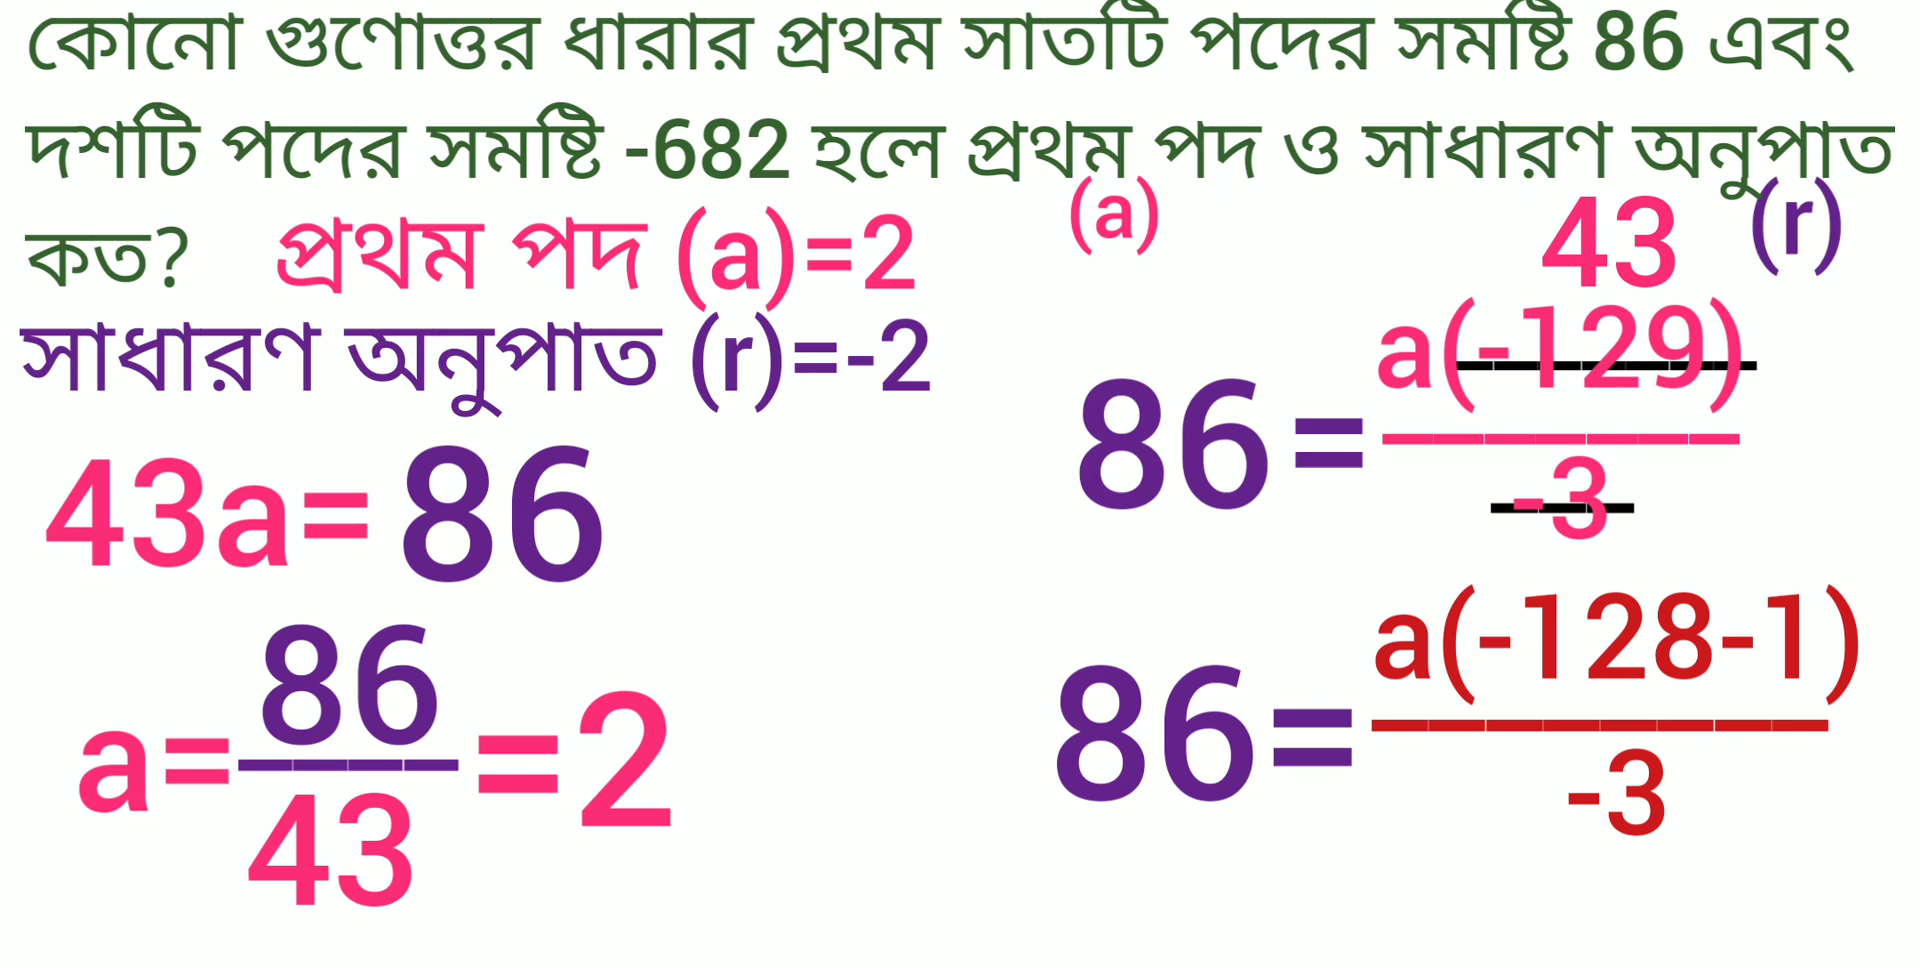 কোনো গুণোত্তর ধারার প্রথম সাতটি পদের সমষ্টি 86 এবং
দশটি পদের সমষ্টি -682 হলে প্রথম পদ ও সাধারণ অনুপাত
(a) (r)
কত? প্রথম পদ (a)=2
সাধারণ অনুপাত (r)=-2
43a=86
a=86/43=2
43
86=a(-129)/-3
86=a(-128-1)/-3